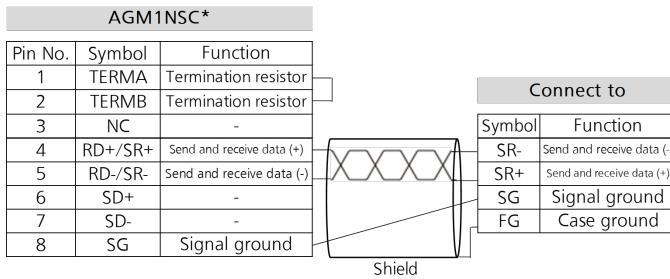 AGM1NSC*
Pin No. Symbol Function
1 TERMA Termination resistor
2 TERMB Termination resistor
3 NC -
4 RD+/SR+ Send and receive data (+)
5 RD-/SR- Send and receive data (-)
6 SD+ -
7 SD- -
8 SG Signal ground
Shield
Connect to
Symbol Function
SR- Send and receive data (-
SR+ Send and receive data (+)
SG Signal ground
FG Case ground